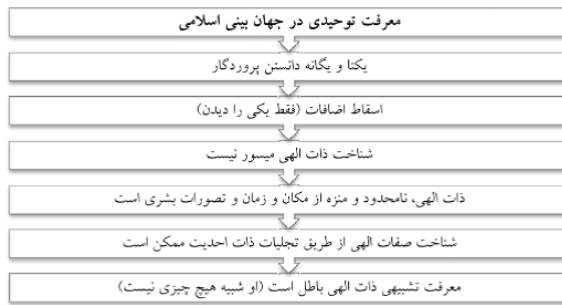 معرفت توحیدی در جهان بینی اسلامی
یکتا و یگانه دانستن پروردگار
اسقاط اضافات (فقط یکی را دیدن)
شناخت ذات الهی میسور نیست
ذات الهی، نامحدود و منزه از مکان و زمان و تصورات بشری است
شناخت صفات الهی از طریق تجلیات ذات احدیت ممکن است
معرفت تشبیهی ذات الهی باطل است (او شبیه هیچ چیزی نیست)